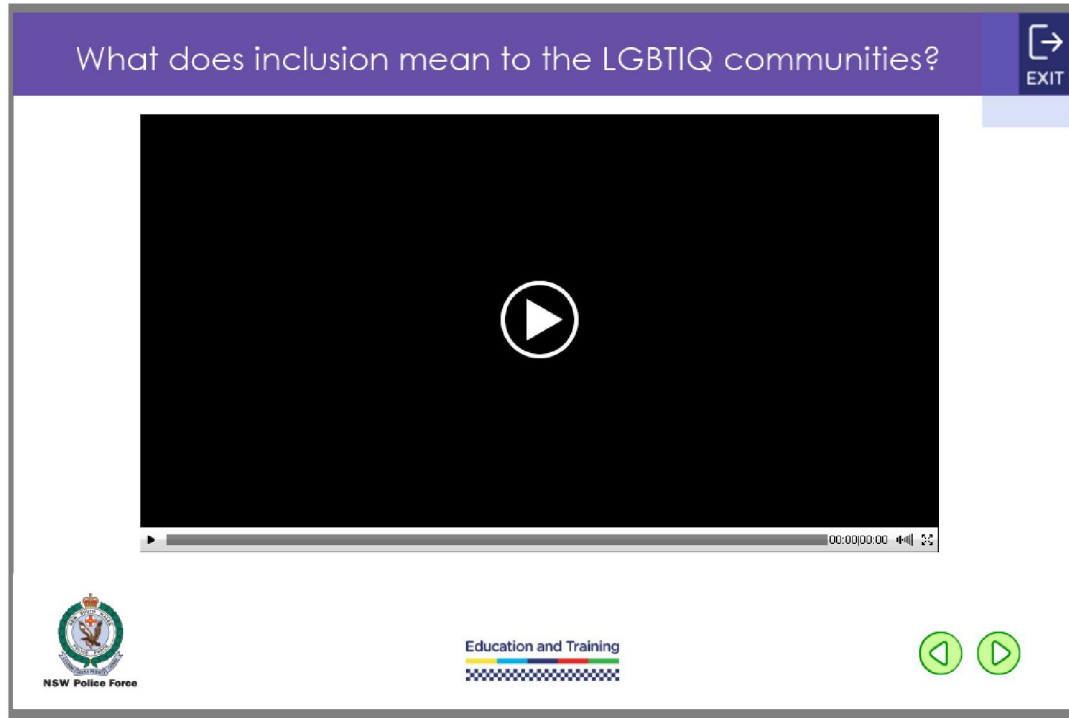 What does inclusion mean to the LGBTIQ communities?
EXIT
00:00|00:00
NSW Police Force
Education and Training